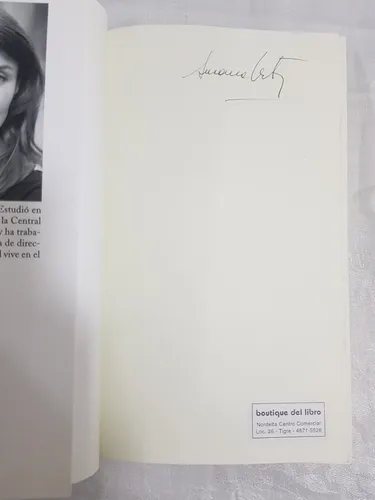 Estudió en
la Central
y ha traba-
a de direc-
l vive en el
boutique del libro
Nordelta Centro Comercial
Loc. 26 - Tigre - 4871-5526